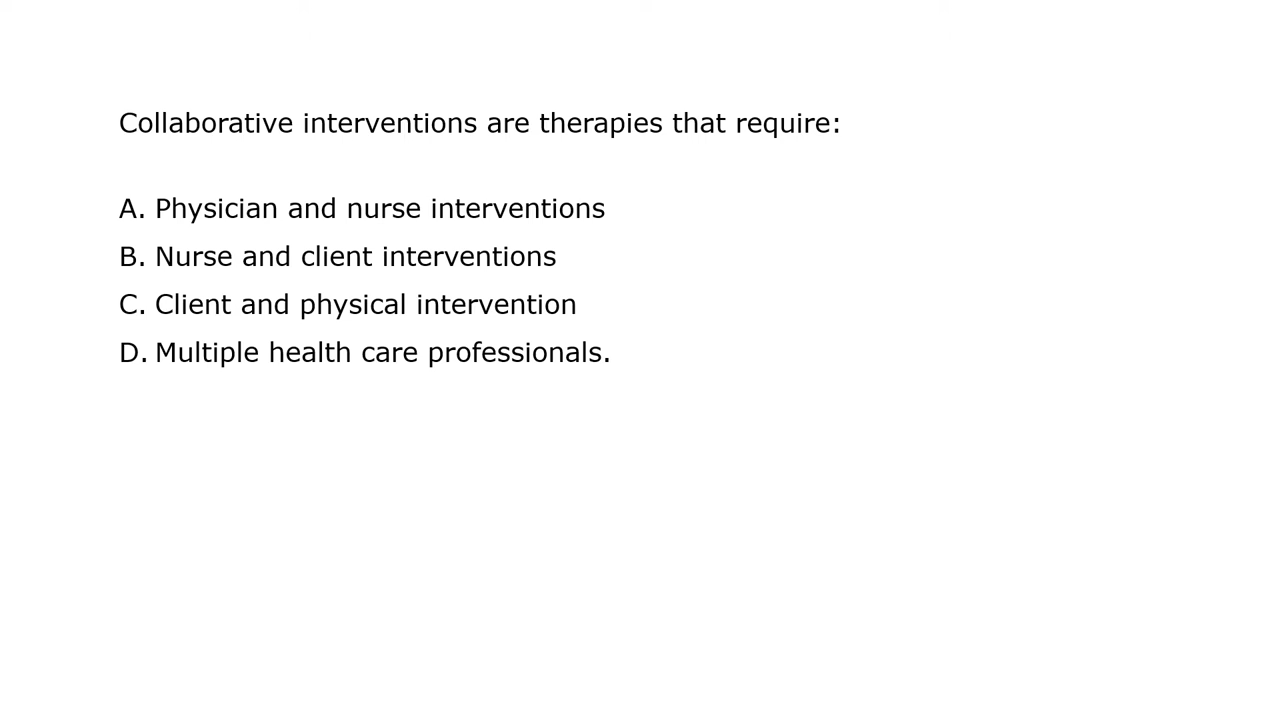 Collaborative interventions are therapies that require:
A. Physician and nurse interventions
B. Nurse and client interventions
C. Client and physical intervention
D. Multiple health care professionals.